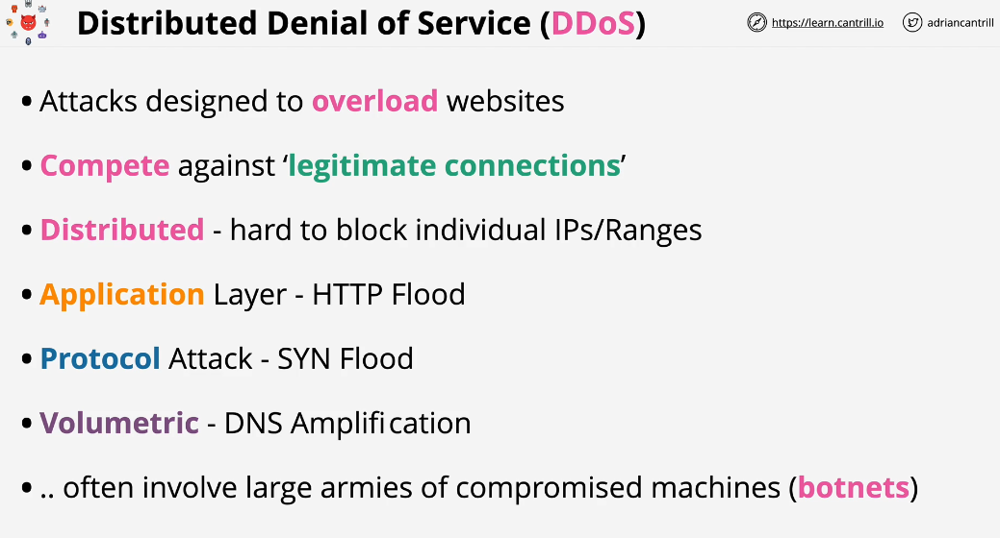 Distributed Denial of Service (DDoS)
https://learn.cantrill.io
adriancantrill
• Attacks designed to overload websites
• Compete against ‘legitimate connections’
• Distributed - hard to block individual IPs/Ranges
• Application Layer - HTTP Flood
• Protocol Attack - SYN Flood
• Volumetric - DNS Amplification
• .. often involve large armies of compromised machines (botnets)